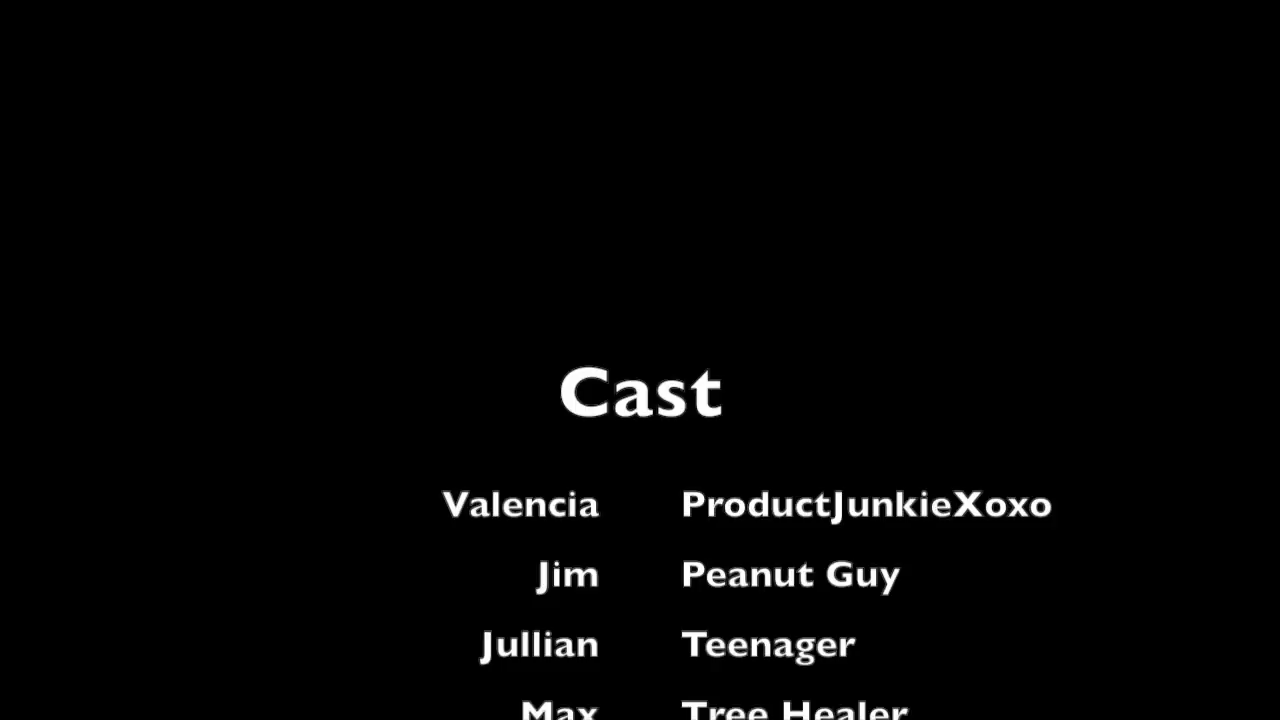 Cast
Valencia ProductJunkieXoxo
Jim Peanut Guy
Jullian Teenager
Max Tree Healer